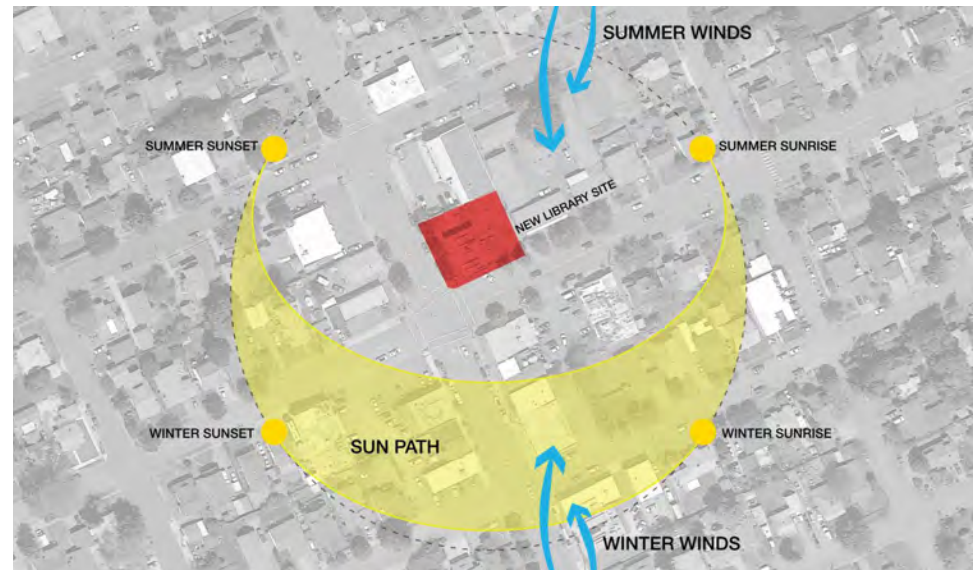 SUMMER WINDS
SUMMER SUNSET
SUMMER SUNRISE
NEW LIBRARY SITE
WINTER SUNSET
SUN PATH
WINTER SUNRISE
WINTER WINDS